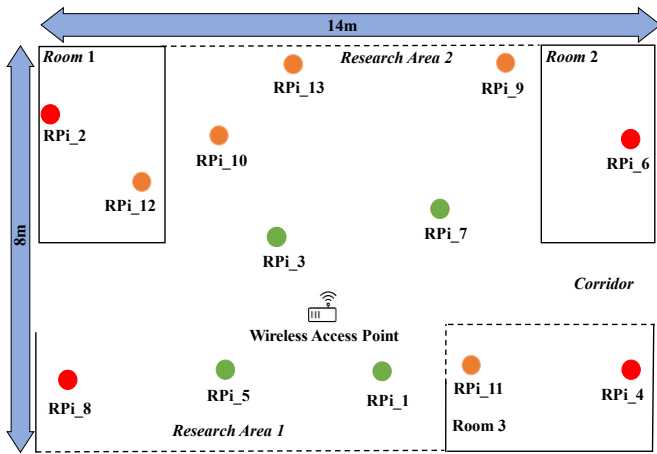 14m
Room 1
Research Area 2
Room 2
RPi_13
RPi_9
RPi_2
RPi_10
RPi_6
RPi_12
8m
RPi_7
RPi_3
Corridor
Wireless Access Point
RPi_8
RPi_5
RPi_1
RPi_11
RPi_4
Room 3
Research Area 1